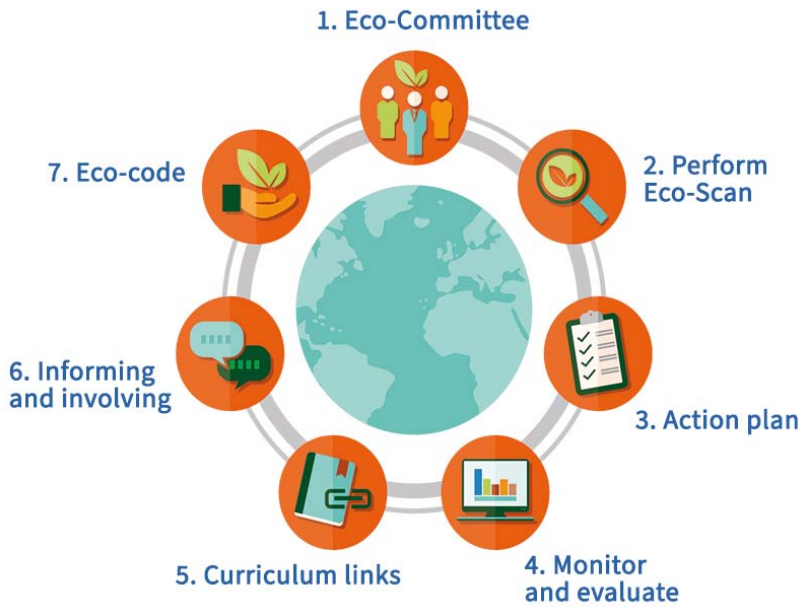 1. Eco-Committee
2. Perform
Eco-Scan
3. Action plan
4. Monitor
and evaluate
5. Curriculum links
6. Informing
and involving
7. Eco-code